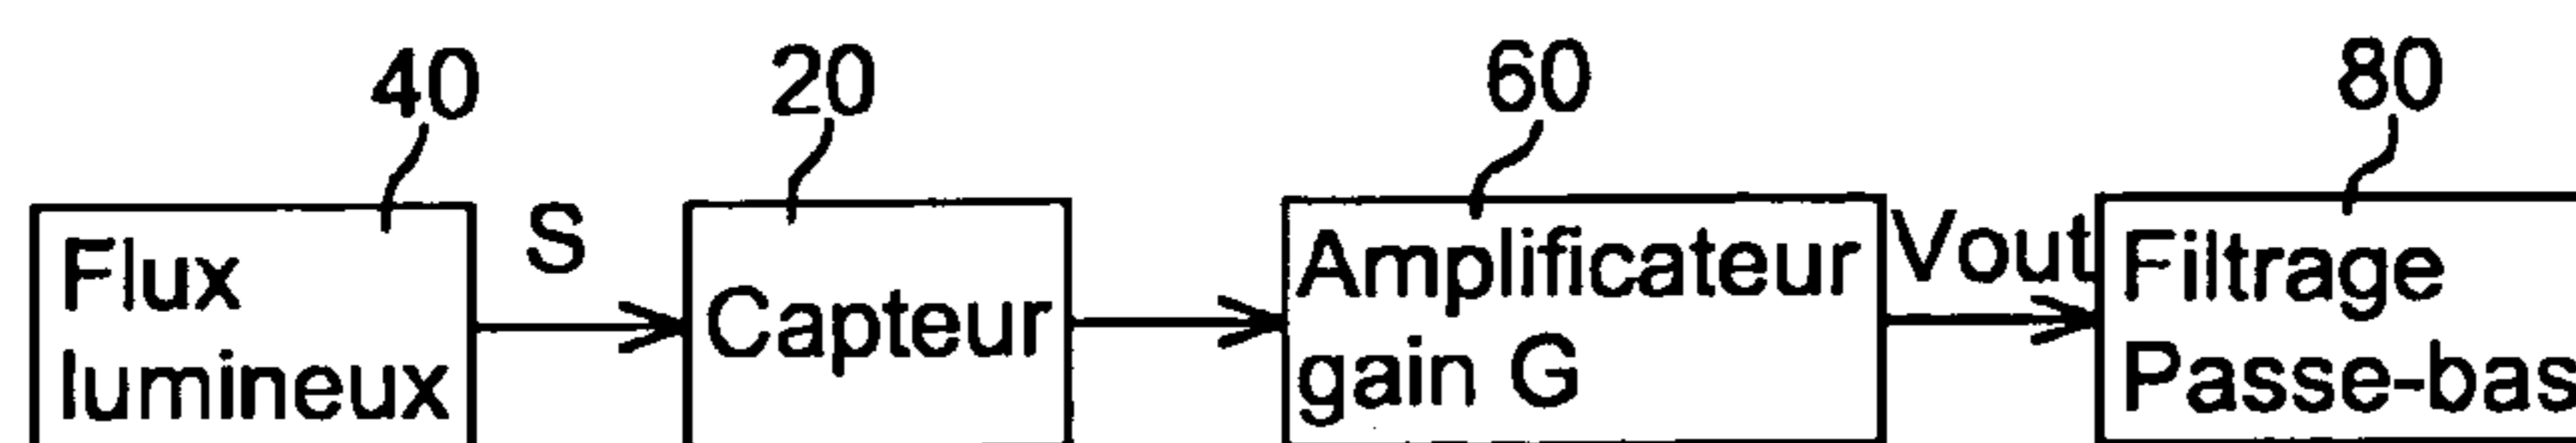 40
20
60
80
Flux
lumineux
S
Capteur
Amplificateur
gain G
Vout
Filtrage
Passe-bas